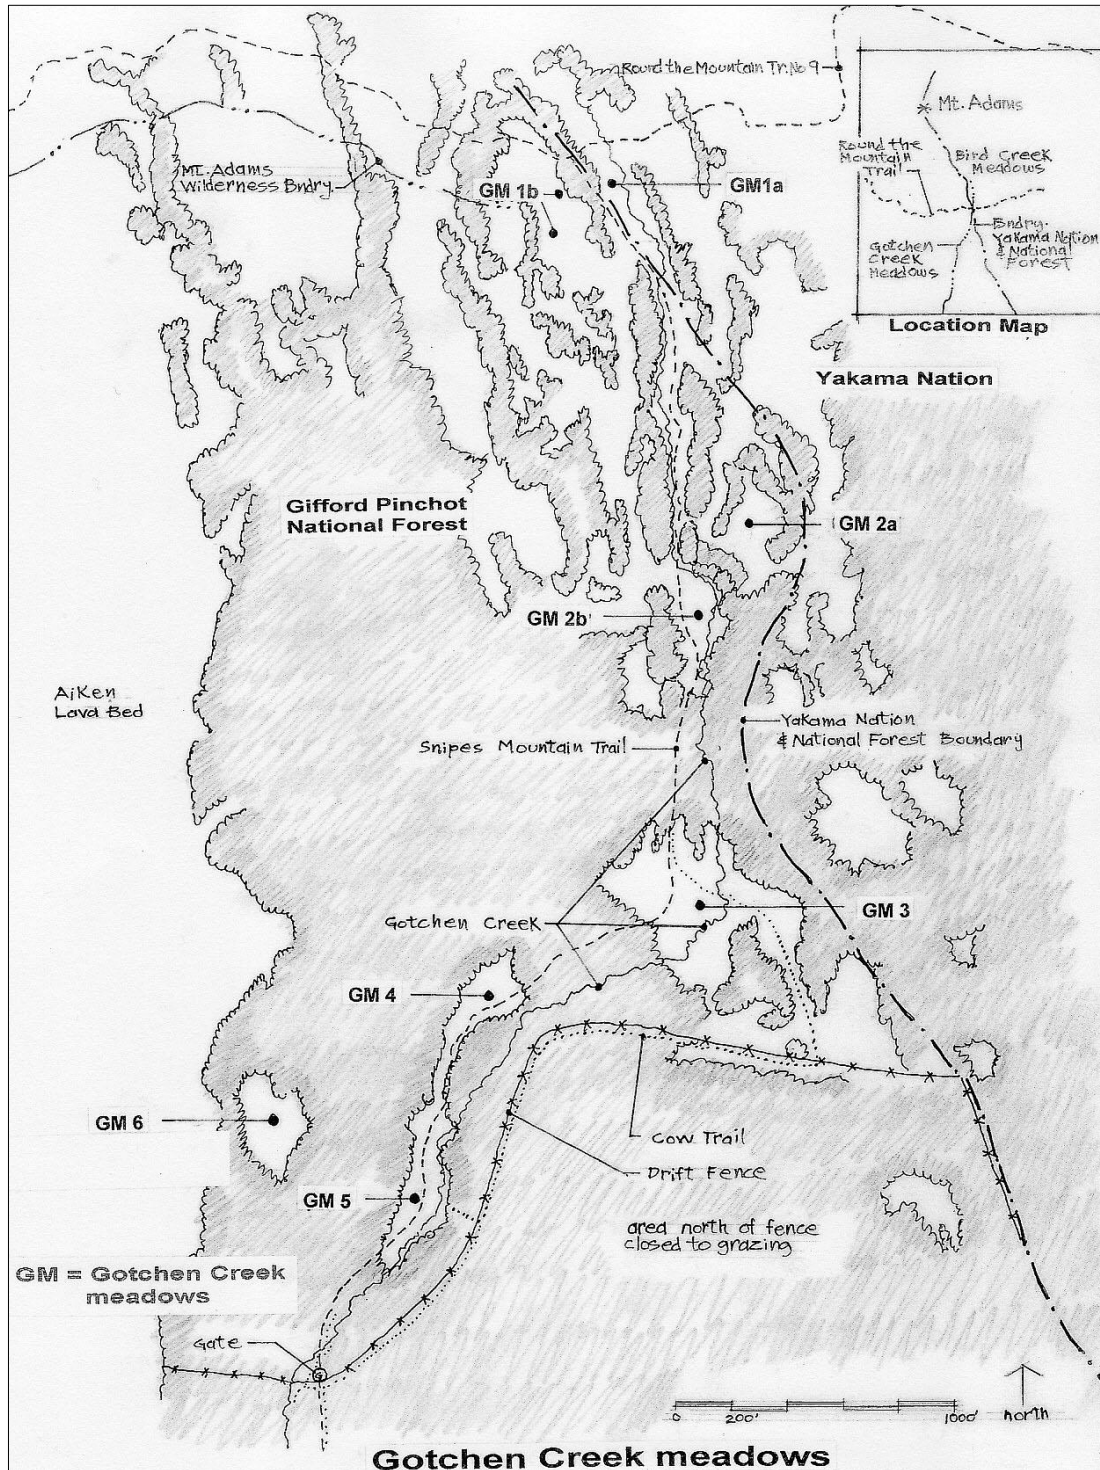 Round the Mountain Tr. No 9
Mt. Adams
Round the
Mountain
Trail
Bird Creek
Meadows
Mt. Adams
Wilderness Bndry.
GM 1b
GM1a
Bndry.
Yakama Nation
& National
Forest
Gotchen
Creek
Meadows
Location Map
Yakama Nation
Gifford Pinchot
National Forest
GM 2a
GM 2b
Aiken
Lava Bed
Snipes Mountain Trail
Yakama Nation
& National Forest Boundary
GM 3
Gotchen Creek
GM 4
GM 6
Cow Trail
Drift Fence
GM 5
area north of fence
closed to grazing
GM = Gotchen Creek
meadows
Gate
0 200' 1000'
north
Gotchen Creek meadows